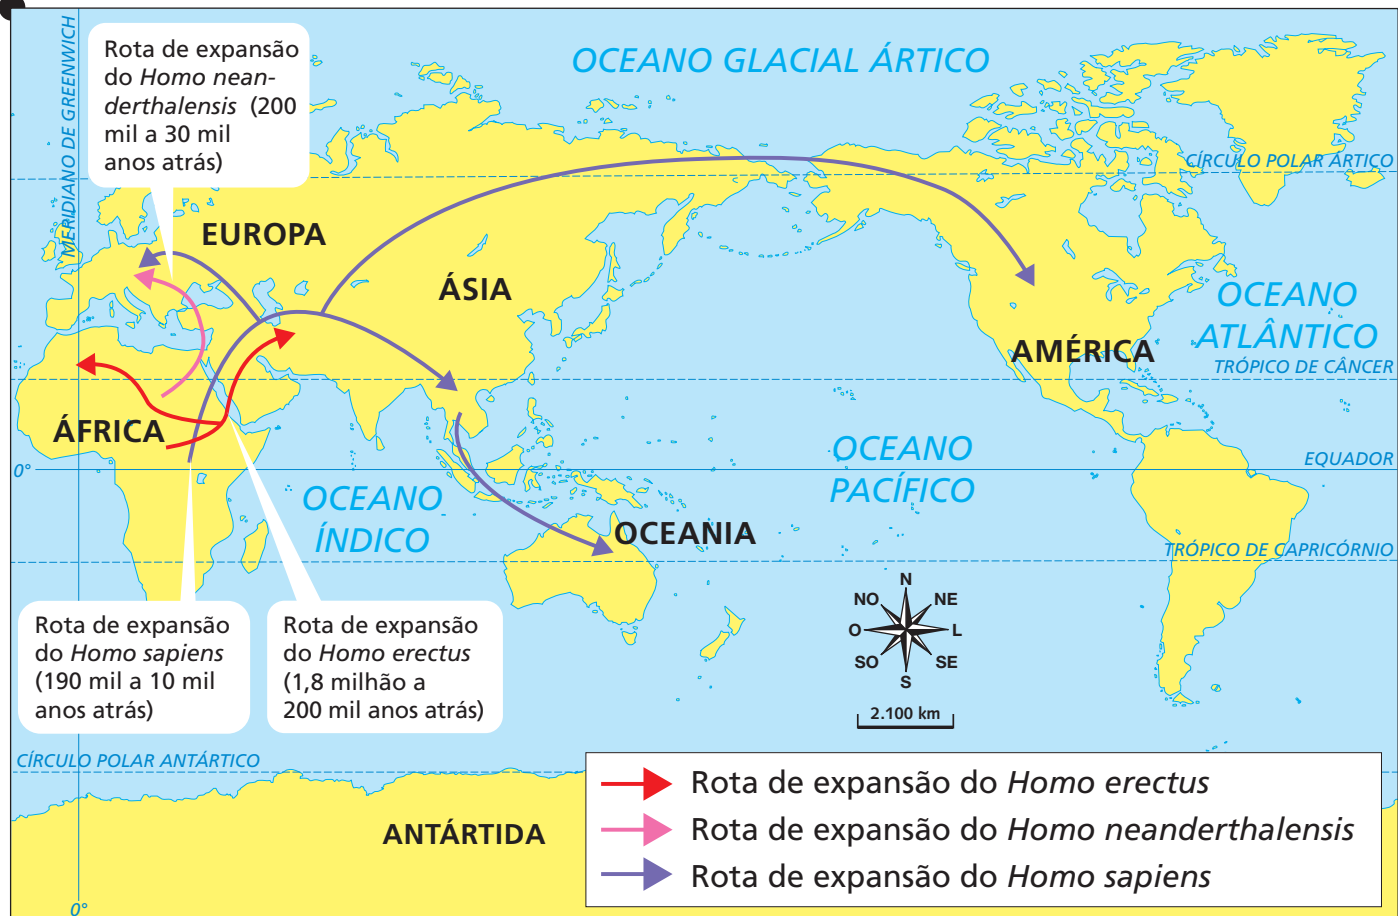 MERIDIANO DE GREENWICH
Rota de expansão
do Homo nean-
derthalensis (200
mil a 30 mil
anos atrás)
OCEANO GLACIAL ÁRTICO
CÍRCULO POLAR ÁRTICO
EUROPA
ÁSIA
OCEANO
ATLÂNTICO
AMÉRICA
TRÓPICO DE CÂNCER
ÁFRICA
OCEANO
PACÍFICO
EQUADOR
0°
OCEANO
ÍNDICO
OCEANIA
TRÓPICO DE CAPRICÓRNIO
N
NO
NE
O
L
SO
SE
S
2.100 km
Rota de expansão
do Homo sapiens
(190 mil a 10 mil
anos atrás)
Rota de expansão
do Homo erectus
(1,8 milhão a
200 mil anos atrás)
CÍRCULO POLAR ANTÁRTICO
ANTÁRTIDA
0°
Rota de expansão do Homo erectus
Rota de expansão do Homo neanderthalensis
Rota de expansão do Homo sapiens